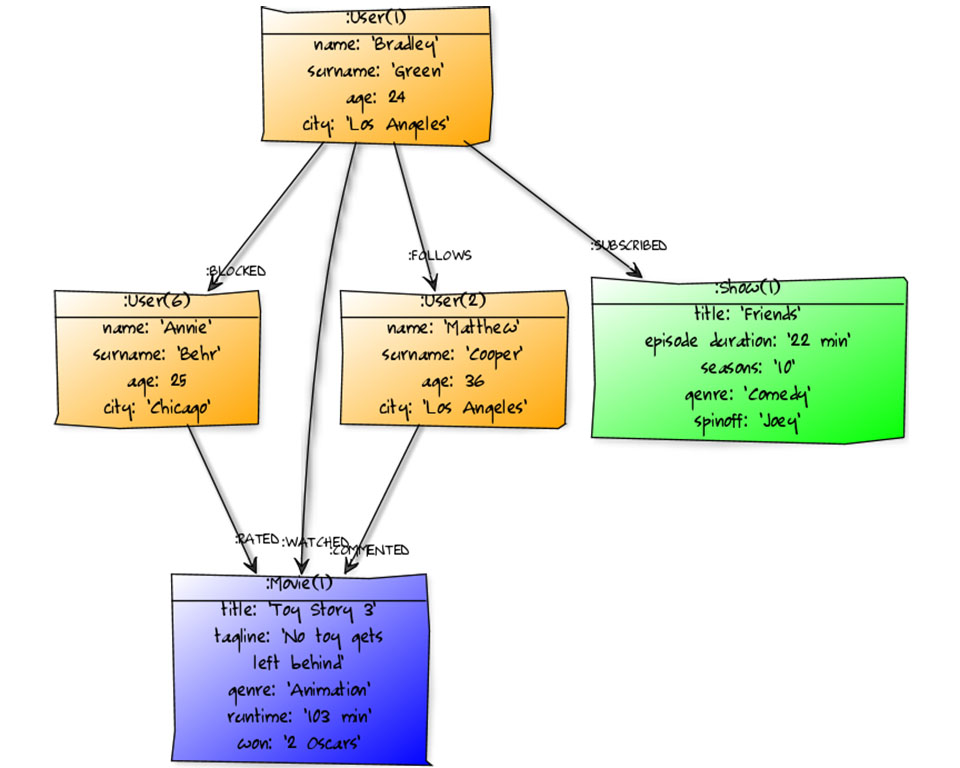 :User(1)
name: 'Bradley'
surname: 'Green'
age: 24
city: 'Los Angeles'
:BLOCKED
:FOLLOWS
:SUBSCRIBED
:User(6)
name: 'Annie'
surname: 'Behr'
age: 25
city: 'Chicago'
:User(2)
name: 'Matthew'
surname: 'Cooper'
age: 36
city: 'Los Angeles'
:Show(1)
title: 'Friends'
episode duration: '22 min'
seasons: '10'
genre: 'Comedy'
spinoff: 'Joey'
:RATED
:WATCHED
:COMMENTED
:Movie(1)
title: 'Toy Story 3'
tagline: 'No toy gets
left behind'
genre: 'Animation'
runtime: '103 min'
won: '2 Oscars'